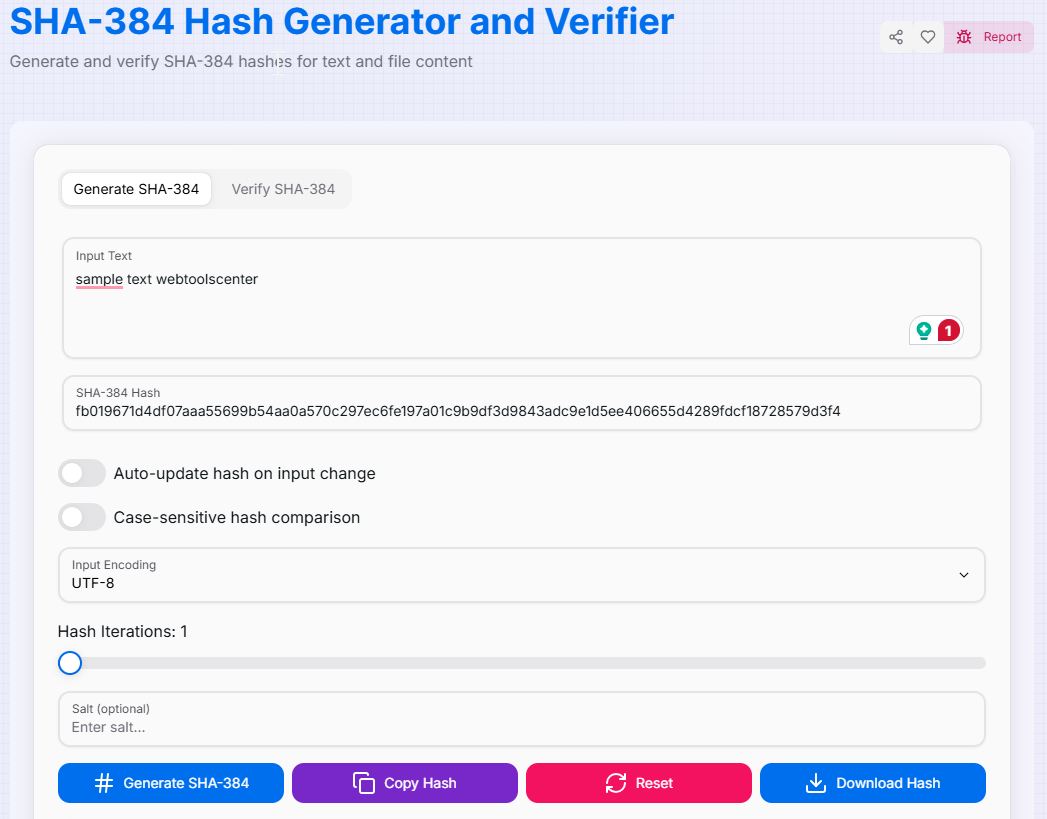 SHA-384 Hash Generator and Verifier
Generate and verify SHA-384 hashes for text and file content
Report
Generate SHA-384
Verify SHA-384
Input Text
sample text webtoolscenter
1
SHA-384 Hash
fb019671d4df07aaa55699b54aa0a570c297ec6fe197a01c9b9df3d9843adc9e1d5ee406655d4289fdcf18728579d3f4
Auto-update hash on input change
Case-sensitive hash comparison
Input Encoding
UTF-8
Hash Iterations: 1
Salt (optional)
Enter salt...
Generate SHA-384
Copy Hash
Reset
Download Hash